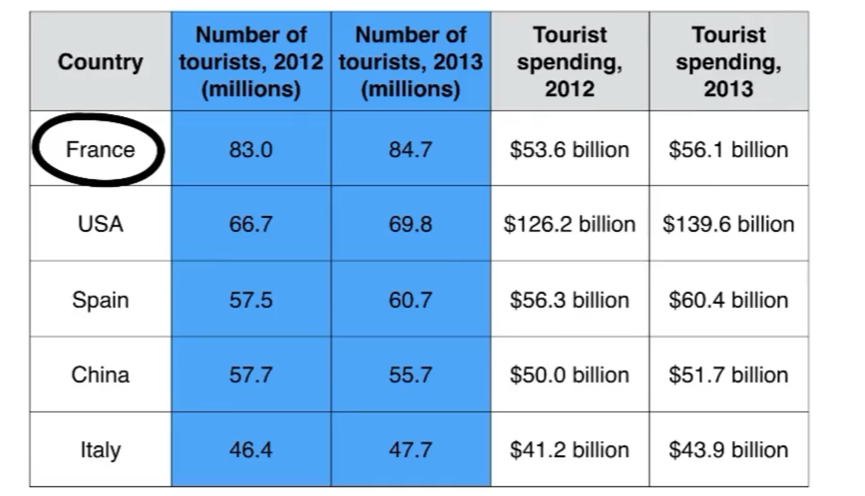 Country
Number of tourists, 2012 (millions)
Number of tourists, 2013 (millions)
Tourist spending, 2012
Tourist spending, 2013
France 83.0 84.7 $53.6 billion $56.1 billion
USA 66.7 69.8 $126.2 billion $139.6 billion
Spain 57.5 60.7 $56.3 billion $60.4 billion
China 57.7 55.7 $50.0 billion $51.7 billion
Italy 46.4 47.7 $41.2 billion $43.9 billion